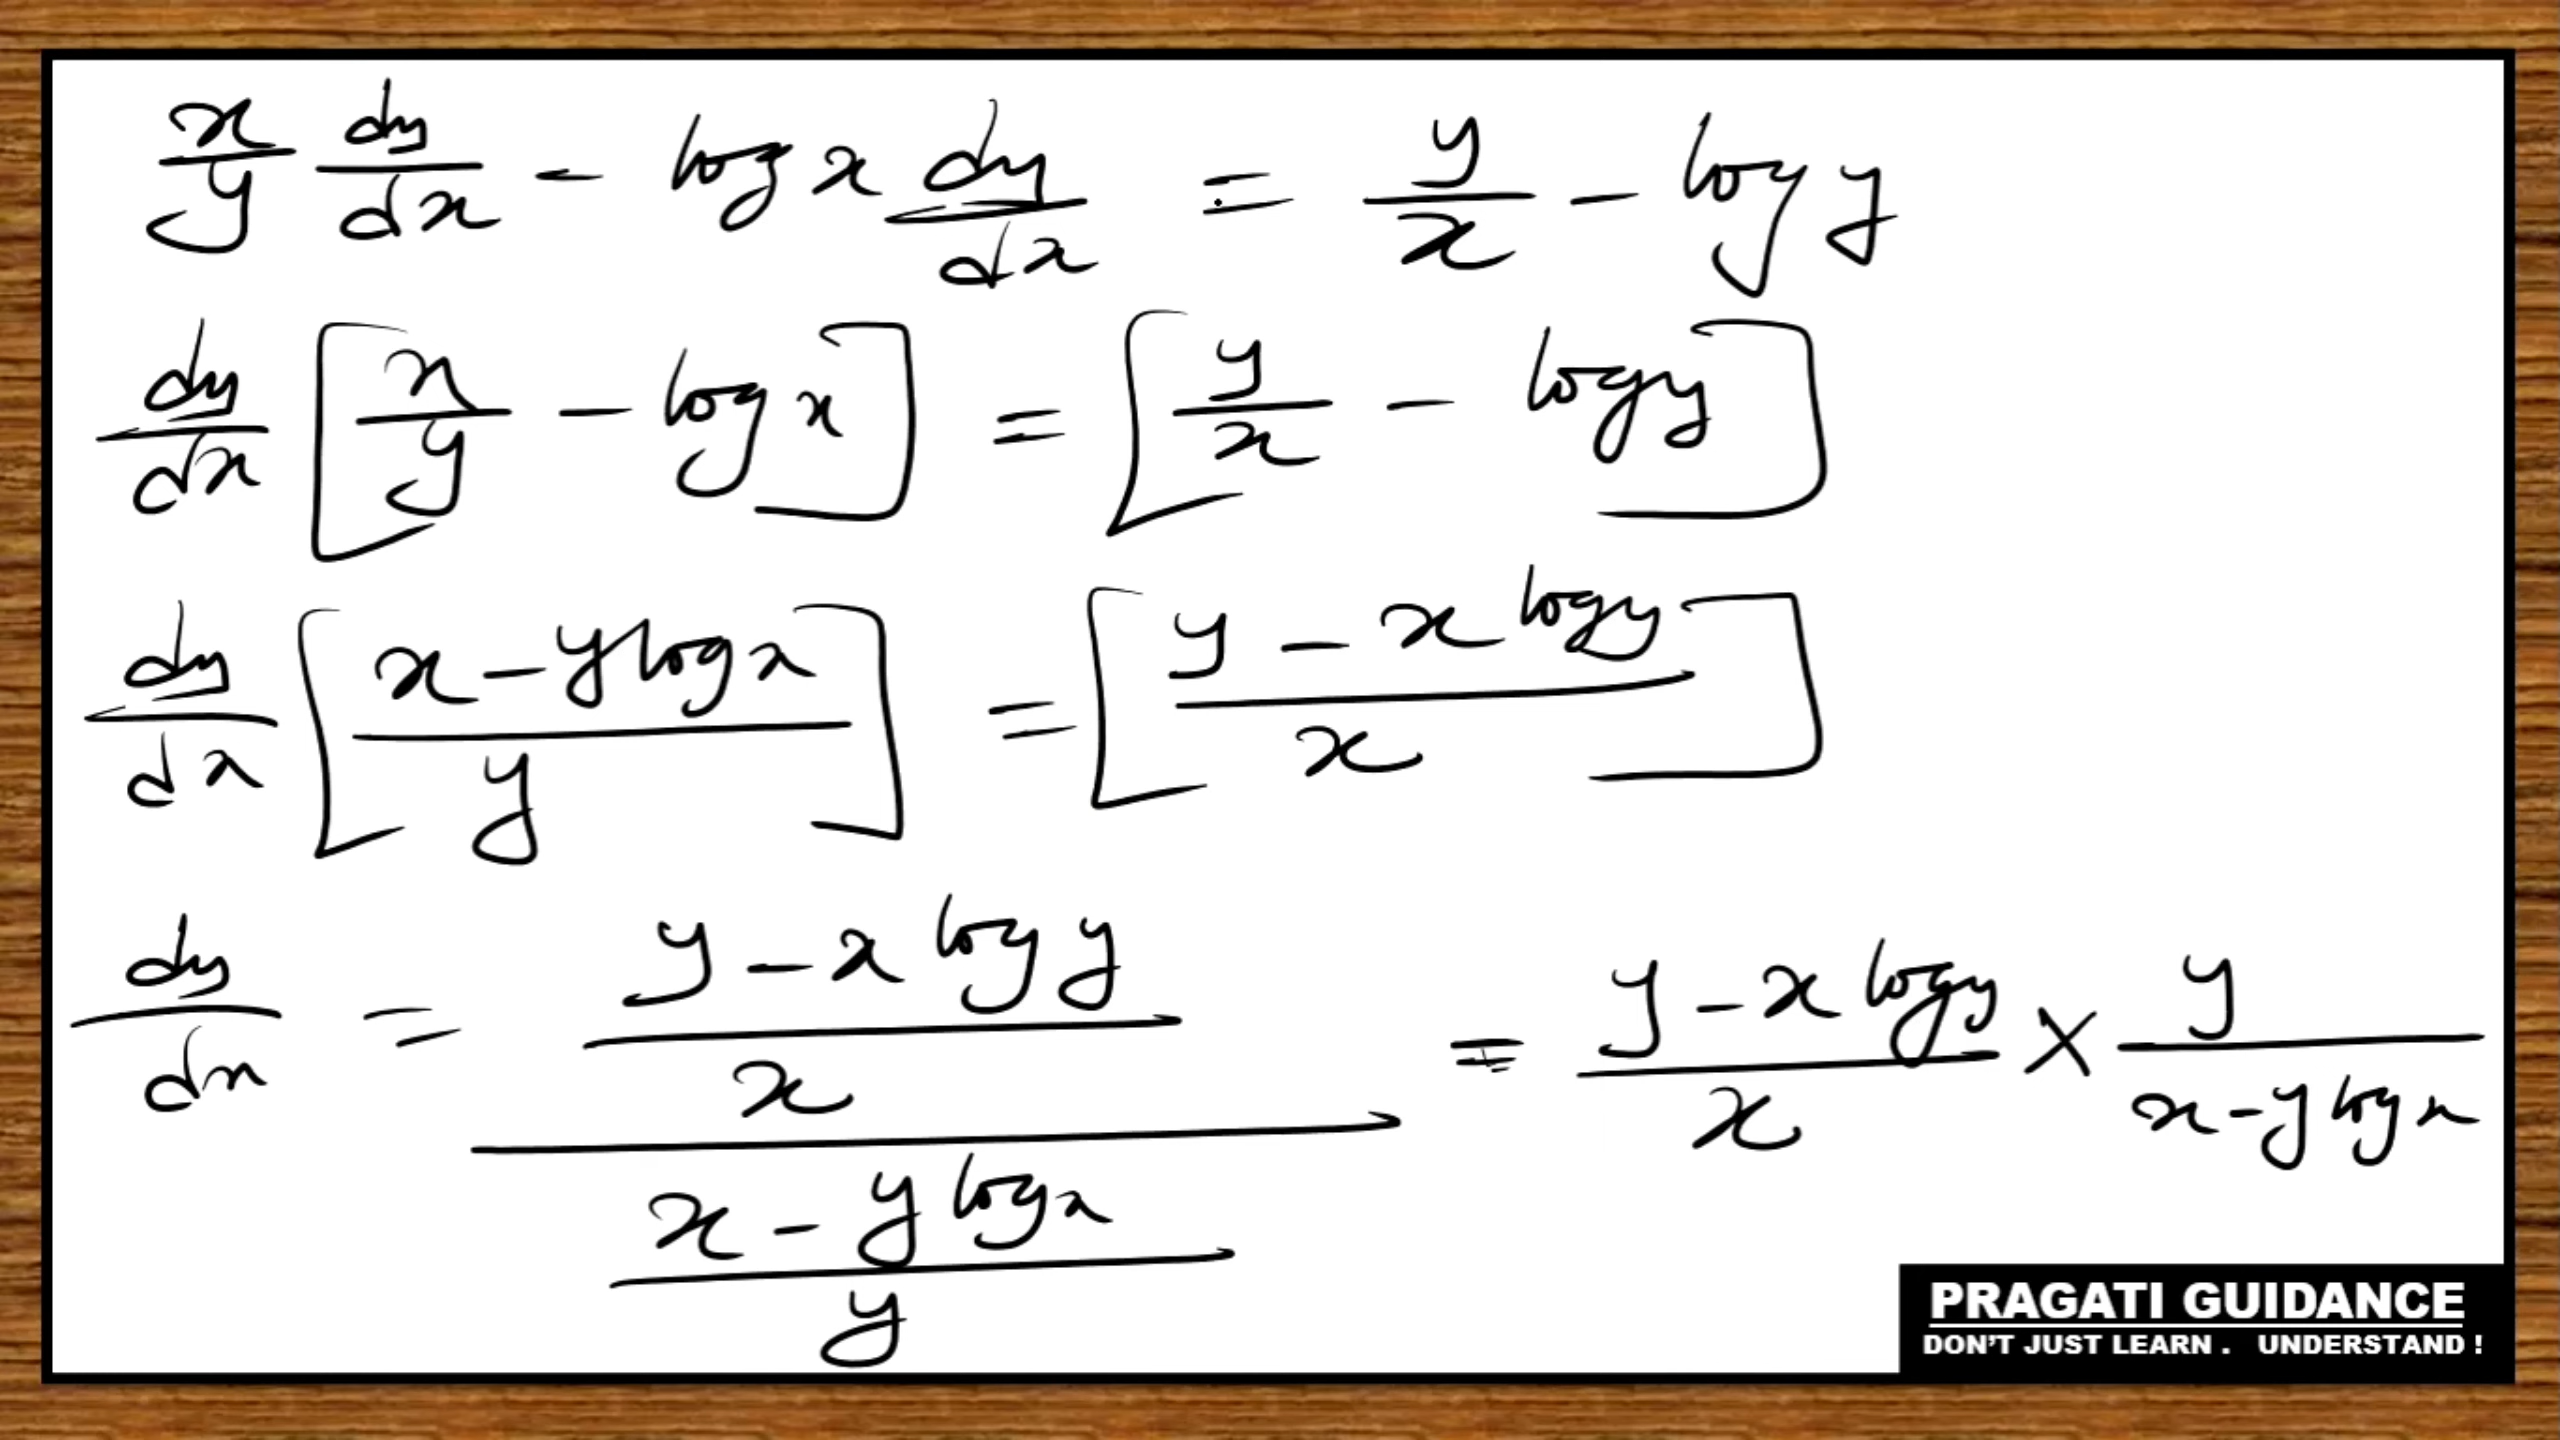 x/y dy/dx - log x dy/dx = y/x - log y
dy/dx [x/y - log x] = [y/x - log y]
dy/dx [(x - y log x)/y] = [(y - x log y)/x]
dy/dx = ((y - x log y)/x)/((x - y log x)/y) = (y - x log y)/x × y/(x - y log x)
PRAGATI GUIDANCE
DON'T JUST LEARN . UNDERSTAND !